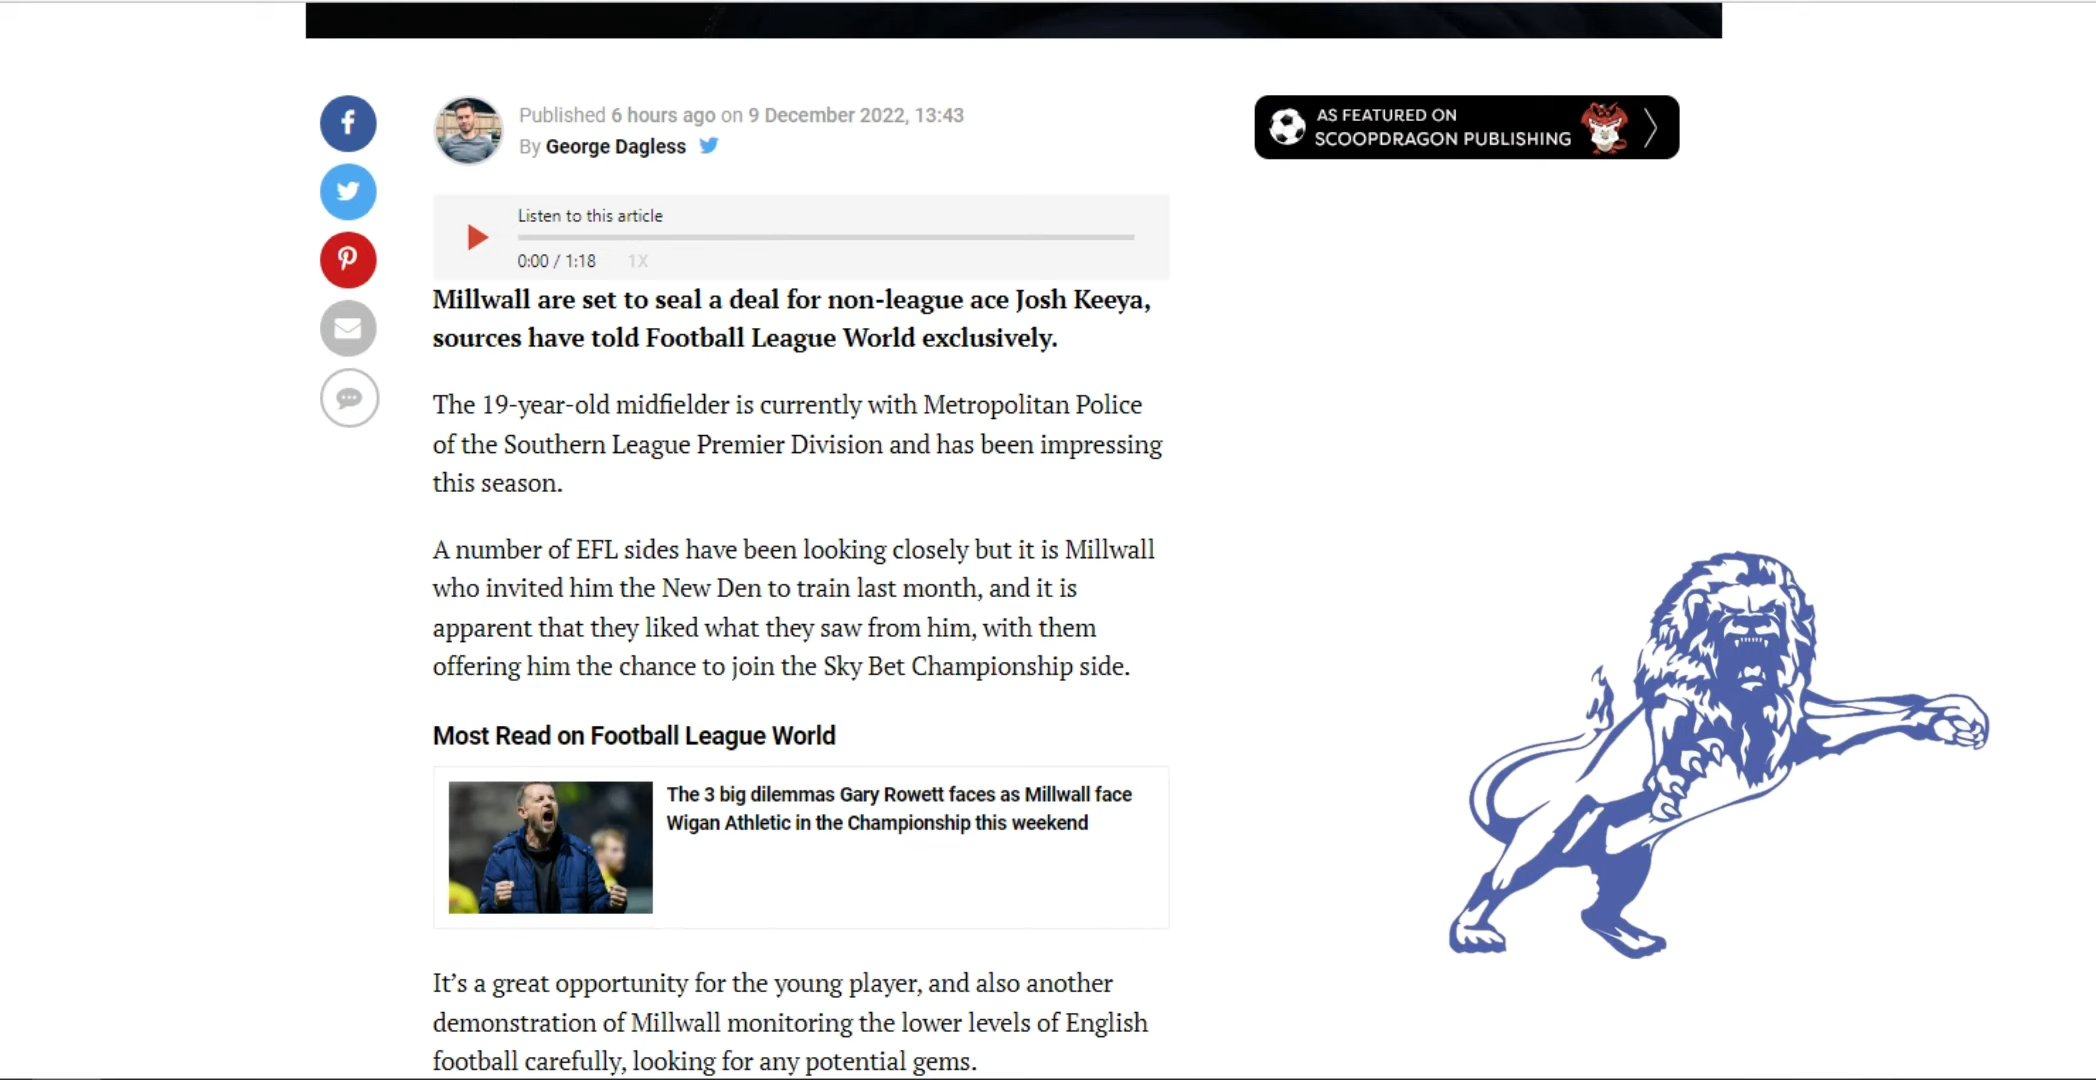 Published 6 hours ago on 9 December 2022, 13:43
By George Dagless
AS FEATURED ON
SCOOPDRAGON PUBLISHING
Listen to this article
0:00 / 1:18 1X
Millwall are set to seal a deal for non-league ace Josh Keeya,
sources have told Football League World exclusively.
The 19-year-old midfielder is currently with Metropolitan Police
of the Southern League Premier Division and has been impressing
this season.
A number of EFL sides have been looking closely but it is Millwall
who invited him the New Den to train last month, and it is
apparent that they liked what they saw from him, with them
offering him the chance to join the Sky Bet Championship side.
Most Read on Football League World
The 3 big dilemmas Gary Rowett faces as Millwall face
Wigan Athletic in the Championship this weekend
It’s a great opportunity for the young player, and also another
demonstration of Millwall monitoring the lower levels of English
football carefully, looking for any potential gems.